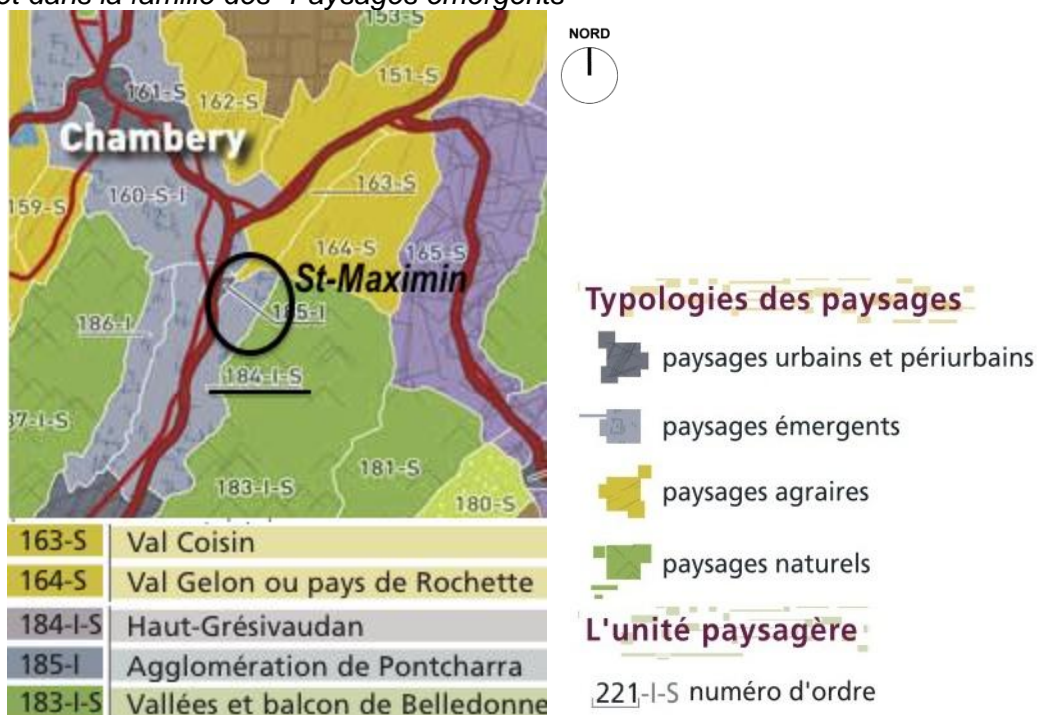 et dans la famille des "Paysages émergents"
NORD
153-S
151-S
161-S
162-S
Chambery
163-S
160-S-I
159-S
164-S
165-S
St-Maximin
185-I
186-I
184-I-S
37-I-S
181-S
183-I-S
180-S
163-S Val Coisin
164-S Val Gelon ou pays de Rochette
184-I-S Haut-Grésivaudan
185-I Agglomération de Pontcharra
183-I-S Vallées et balcon de Belledonne
Typologies des paysages
paysages urbains et périurbains
paysages émergents
paysages agraires
paysages naturels
L'unité paysagère
221-I-S numéro d'ordre